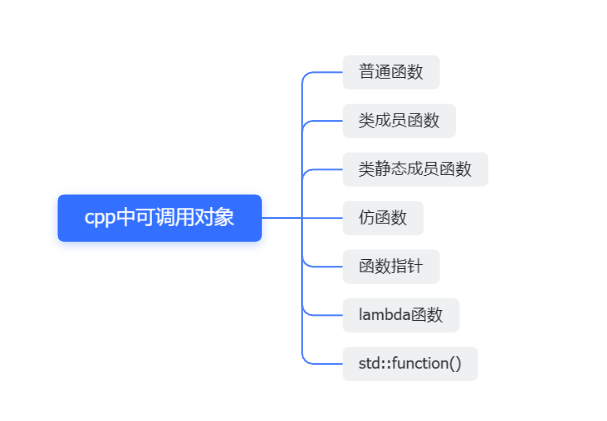 cpp中可调用对象
普通函数
类成员函数
类静态成员函数
仿函数
函数指针
lambda函数
std::function()